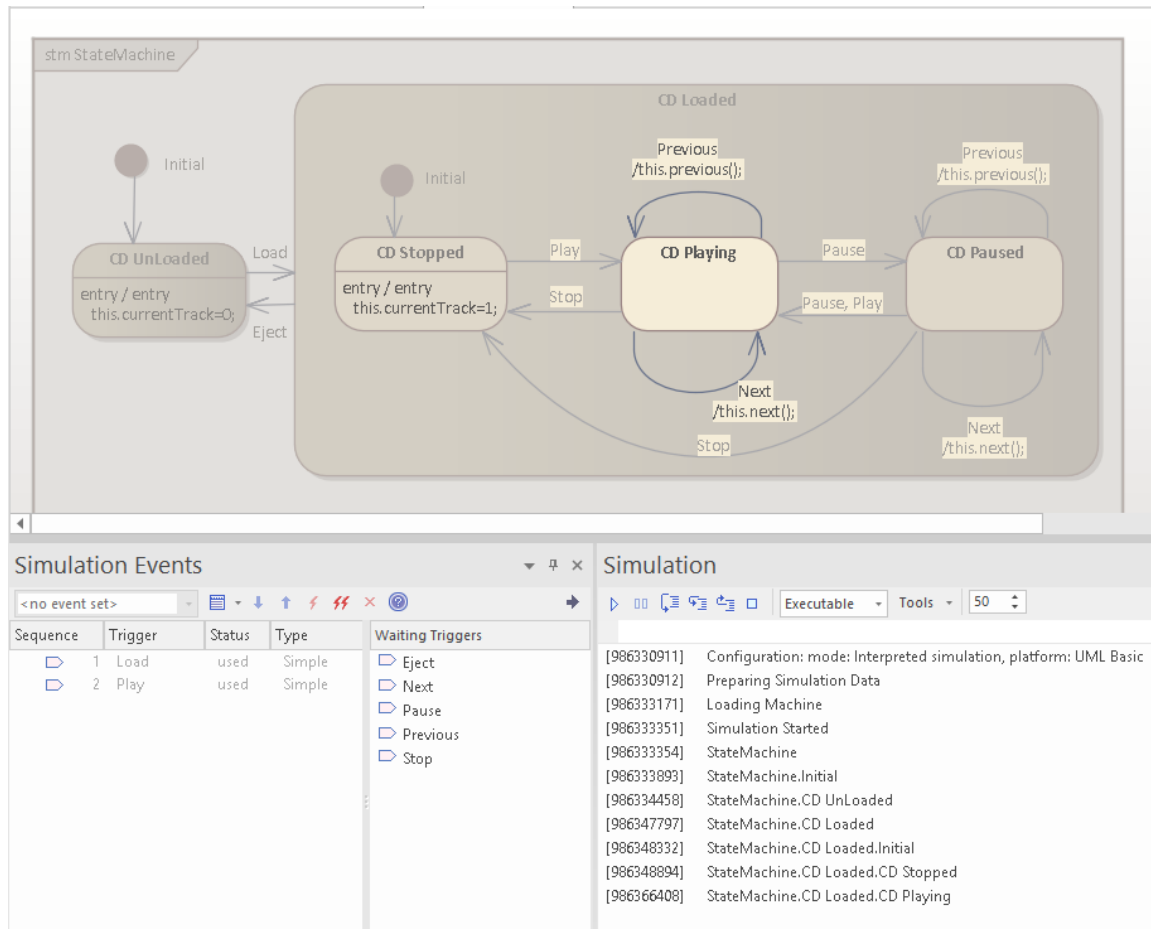 stm StateMachine
CD Loaded
Initial
Initial
Previous
/this.previous();
Previous
/this.previous();
CD UnLoaded
entry / entry
this.currentTrack=0;
Load
Eject
CD Stopped
entry / entry
this.currentTrack=1;
Play
Stop
CD Playing
Pause
Pause, Play
CD Paused
Next
/this.next();
Stop
Next
/this.next();
Simulation Events
<no event set>
Sequence Trigger Status Type
1 Load used Simple
2 Play used Simple
Waiting Triggers
Eject
Next
Pause
Previous
Stop
Simulation
Executable Tools 50
[986330911] Configuration: mode: Interpreted simulation, platform: UML Basic
[986330912] Preparing Simulation Data
[986333171] Loading Machine
[986333351] Simulation Started
[986333354] StateMachine
[986333893] StateMachine.Initial
[986334458] StateMachine.CD UnLoaded
[986347797] StateMachine.CD Loaded
[986348332] StateMachine.CD Loaded.Initial
[986348894] StateMachine.CD Loaded.CD Stopped
[986366408] StateMachine.CD Loaded.CD Playing